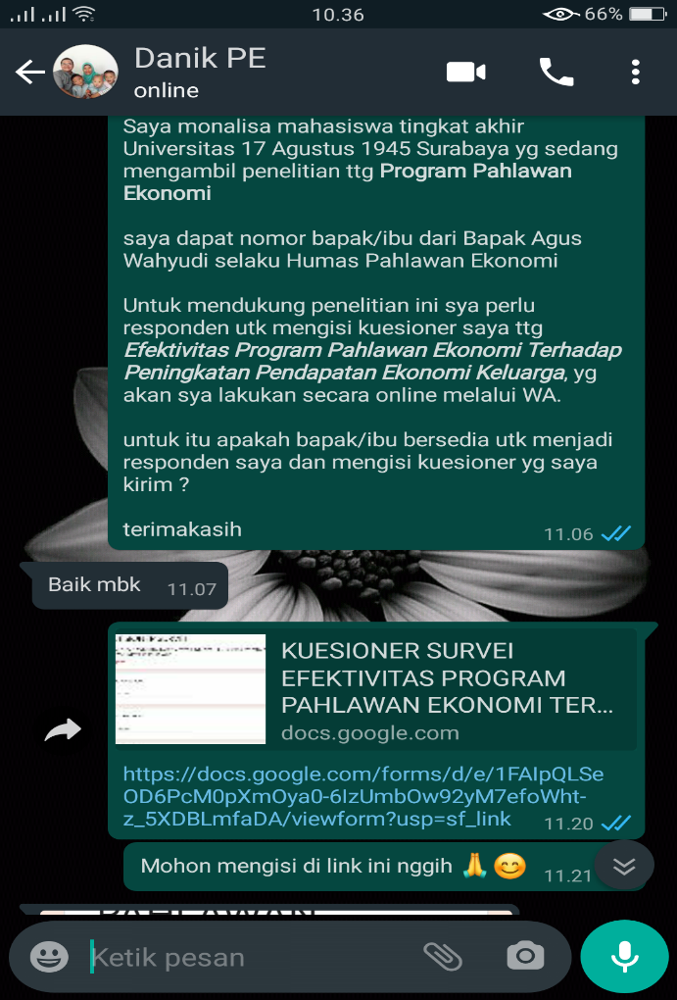 10.36
66%
Danik PE
online
Saya monalisa mahasiswa tingkat akhir
Universitas 17 Agustus 1945 Surabaya yg sedang
mengambil penelitian ttg Program Pahlawan
Ekonomi
saya dapat nomor bapak/ibu dari Bapak Agus
Wahyudi selaku Humas Pahlawan Ekonomi
Untuk mendukung penelitian ini sya perlu
responden utk mengisi kuesioner saya ttg
Efektivitas Program Pahlawan Ekonomi Terhadap
Peningkatan Pendapatan Ekonomi Keluarga, yg
akan sya lakukan secara online melalui WA.
untuk itu apakah bapak/ibu bersedia utk menjadi
responden saya dan mengisi kuesioner yg saya
kirim ?
terimakasih
11.06
Baik mbk
11.07
KUESIONER SURVEI
EFEKTIVITAS PROGRAM
PAHLAWAN EKONOMI TER...
docs.google.com
https://docs.google.com/forms/d/e/1FAIpQLSe
OD6PcM0pXmOya0-6IzUmbOw92yM7efoWht-
z_5XDBLmfaDA/viewform?usp=sf_link
11.20
Mohon mengisi di link ini nggih 🙏😊
11.21
Ketik pesan